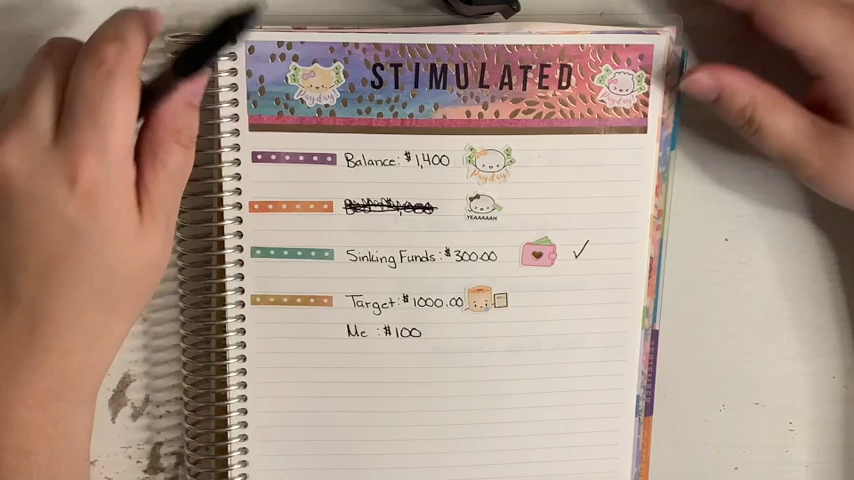 STIMULATED
Payday!
Payday!
Balance: $1,400
Payday!
YEAAAAAH
Sinking Funds: $300.00 ✓
Target: $1000.00
Me : $100